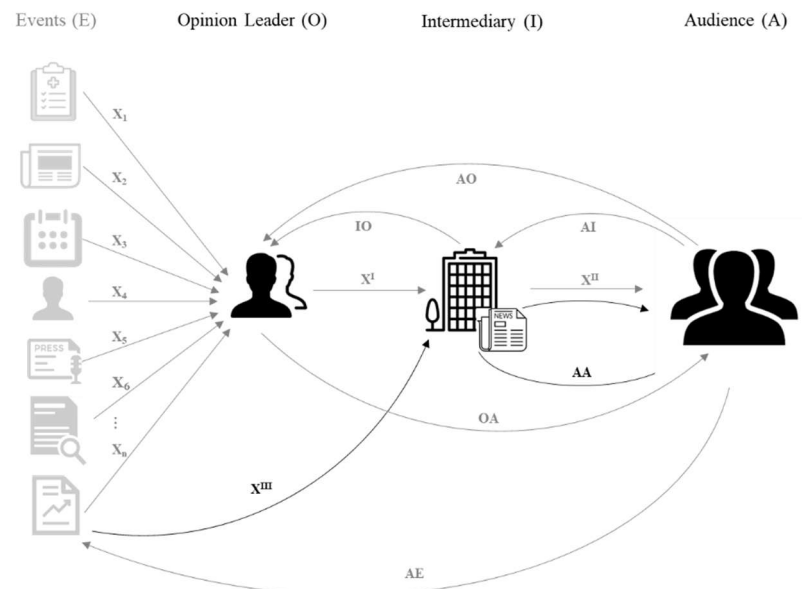 Events (E)
Opinion Leader (O)
Intermediary (I)
Audience (A)
X₁
X₂
AO
X₃
IO
AI
Xᴵ
Xᴵᴵ
X₄
NEWS
X₅
PRESS
AA
X₆
OA
⋮
Xₙ
Xᴵᴵᴵ
AE